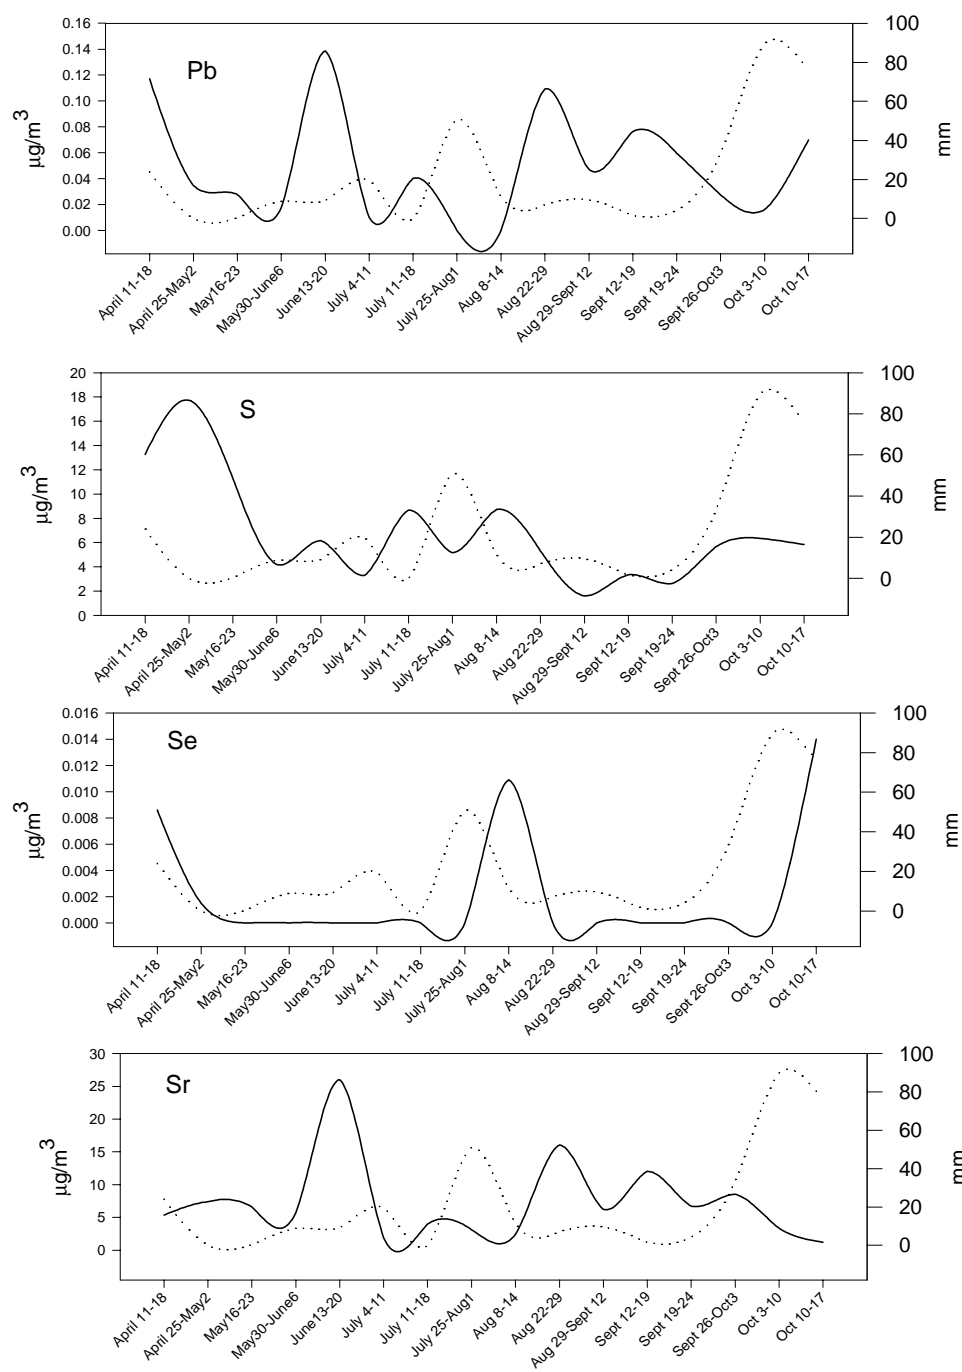 Pb
μg/m3
0.16
0.14
0.12
0.10
0.08
0.06
0.04
0.02
0.00
100
80
60
40
20
0
mm
April 11-18
April 25-May2
May16-23
May30-June6
June13-20
July 4-11
July 11-18
July 25-Aug1
Aug 8-14
Aug 22-29
Aug 29-Sept 12
Sept 12-19
Sept 19-24
Sept 26-Oct3
Oct 3-10
Oct 10-17
S
μg/m3
20
18
16
14
12
10
8
6
4
2
0
100
80
60
40
20
0
mm
April 11-18
April 25-May2
May16-23
May30-June6
June13-20
July 4-11
July 11-18
July 25-Aug1
Aug 8-14
Aug 22-29
Aug 29-Sept 12
Sept 12-19
Sept 19-24
Sept 26-Oct3
Oct 3-10
Oct 10-17
Se
μg/m3
0.016
0.014
0.012
0.010
0.008
0.006
0.004
0.002
0.000
100
80
60
40
20
0
mm
April 11-18
April 25-May2
May16-23
May30-June6
June13-20
July 4-11
July 11-18
July 25-Aug1
Aug 8-14
Aug 22-29
Aug 29-Sept 12
Sept 12-19
Sept 19-24
Sept 26-Oct3
Oct 3-10
Oct 10-17
Sr
μg/m3
30
25
20
15
10
5
0
100
80
60
40
20
0
mm
April 11-18
April 25-May2
May16-23
May30-June6
June13-20
July 4-11
July 11-18
July 25-Aug1
Aug 8-14
Aug 22-29
Aug 29-Sept 12
Sept 12-19
Sept 19-24
Sept 26-Oct3
Oct 3-10
Oct 10-17